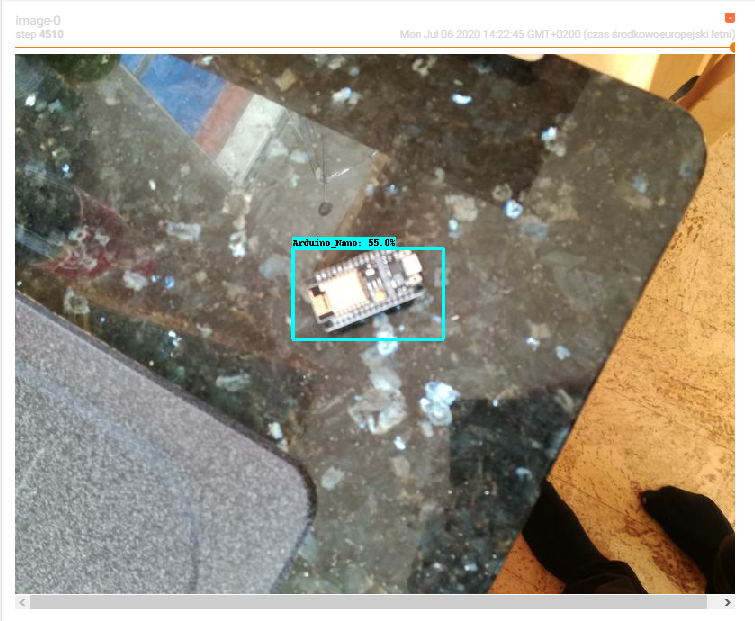 image-0
step 4510
Mon Jul 06 2020 14:22:45 GMT+0200 (czas środkowoeuropejski letni)
Arduino_Nano: 55.0%